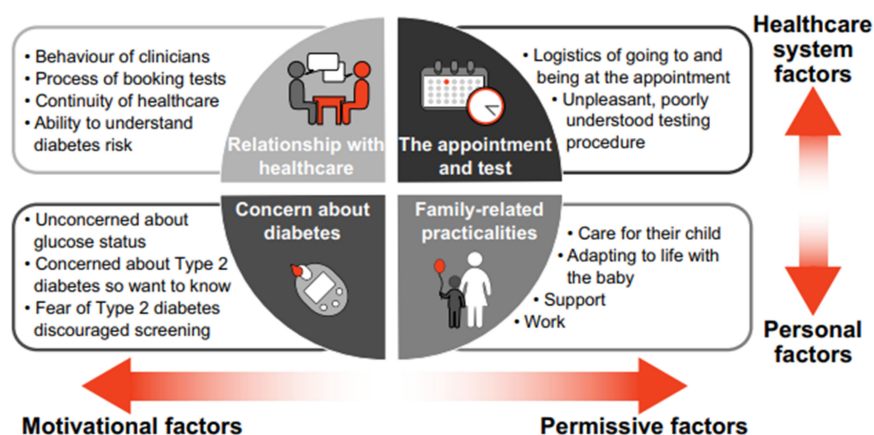 Healthcare
system
factors
• Behaviour of clinicians
• Process of booking tests
• Continuity of healthcare
• Ability to understand
diabetes risk
Relationship with
healthcare
The appointment
and test
• Logistics of going to and
being at the appointment
• Unpleasant, poorly
understood testing
procedure
• Unconcerned about
glucose status
• Concerned about Type 2
diabetes so want to know
• Fear of Type 2 diabetes
discouraged screening
Concern about
diabetes
Family-related
practicalities
• Care for their child
• Adapting to life with
the baby
• Support
• Work
Personal
factors
Motivational factors
Permissive factors